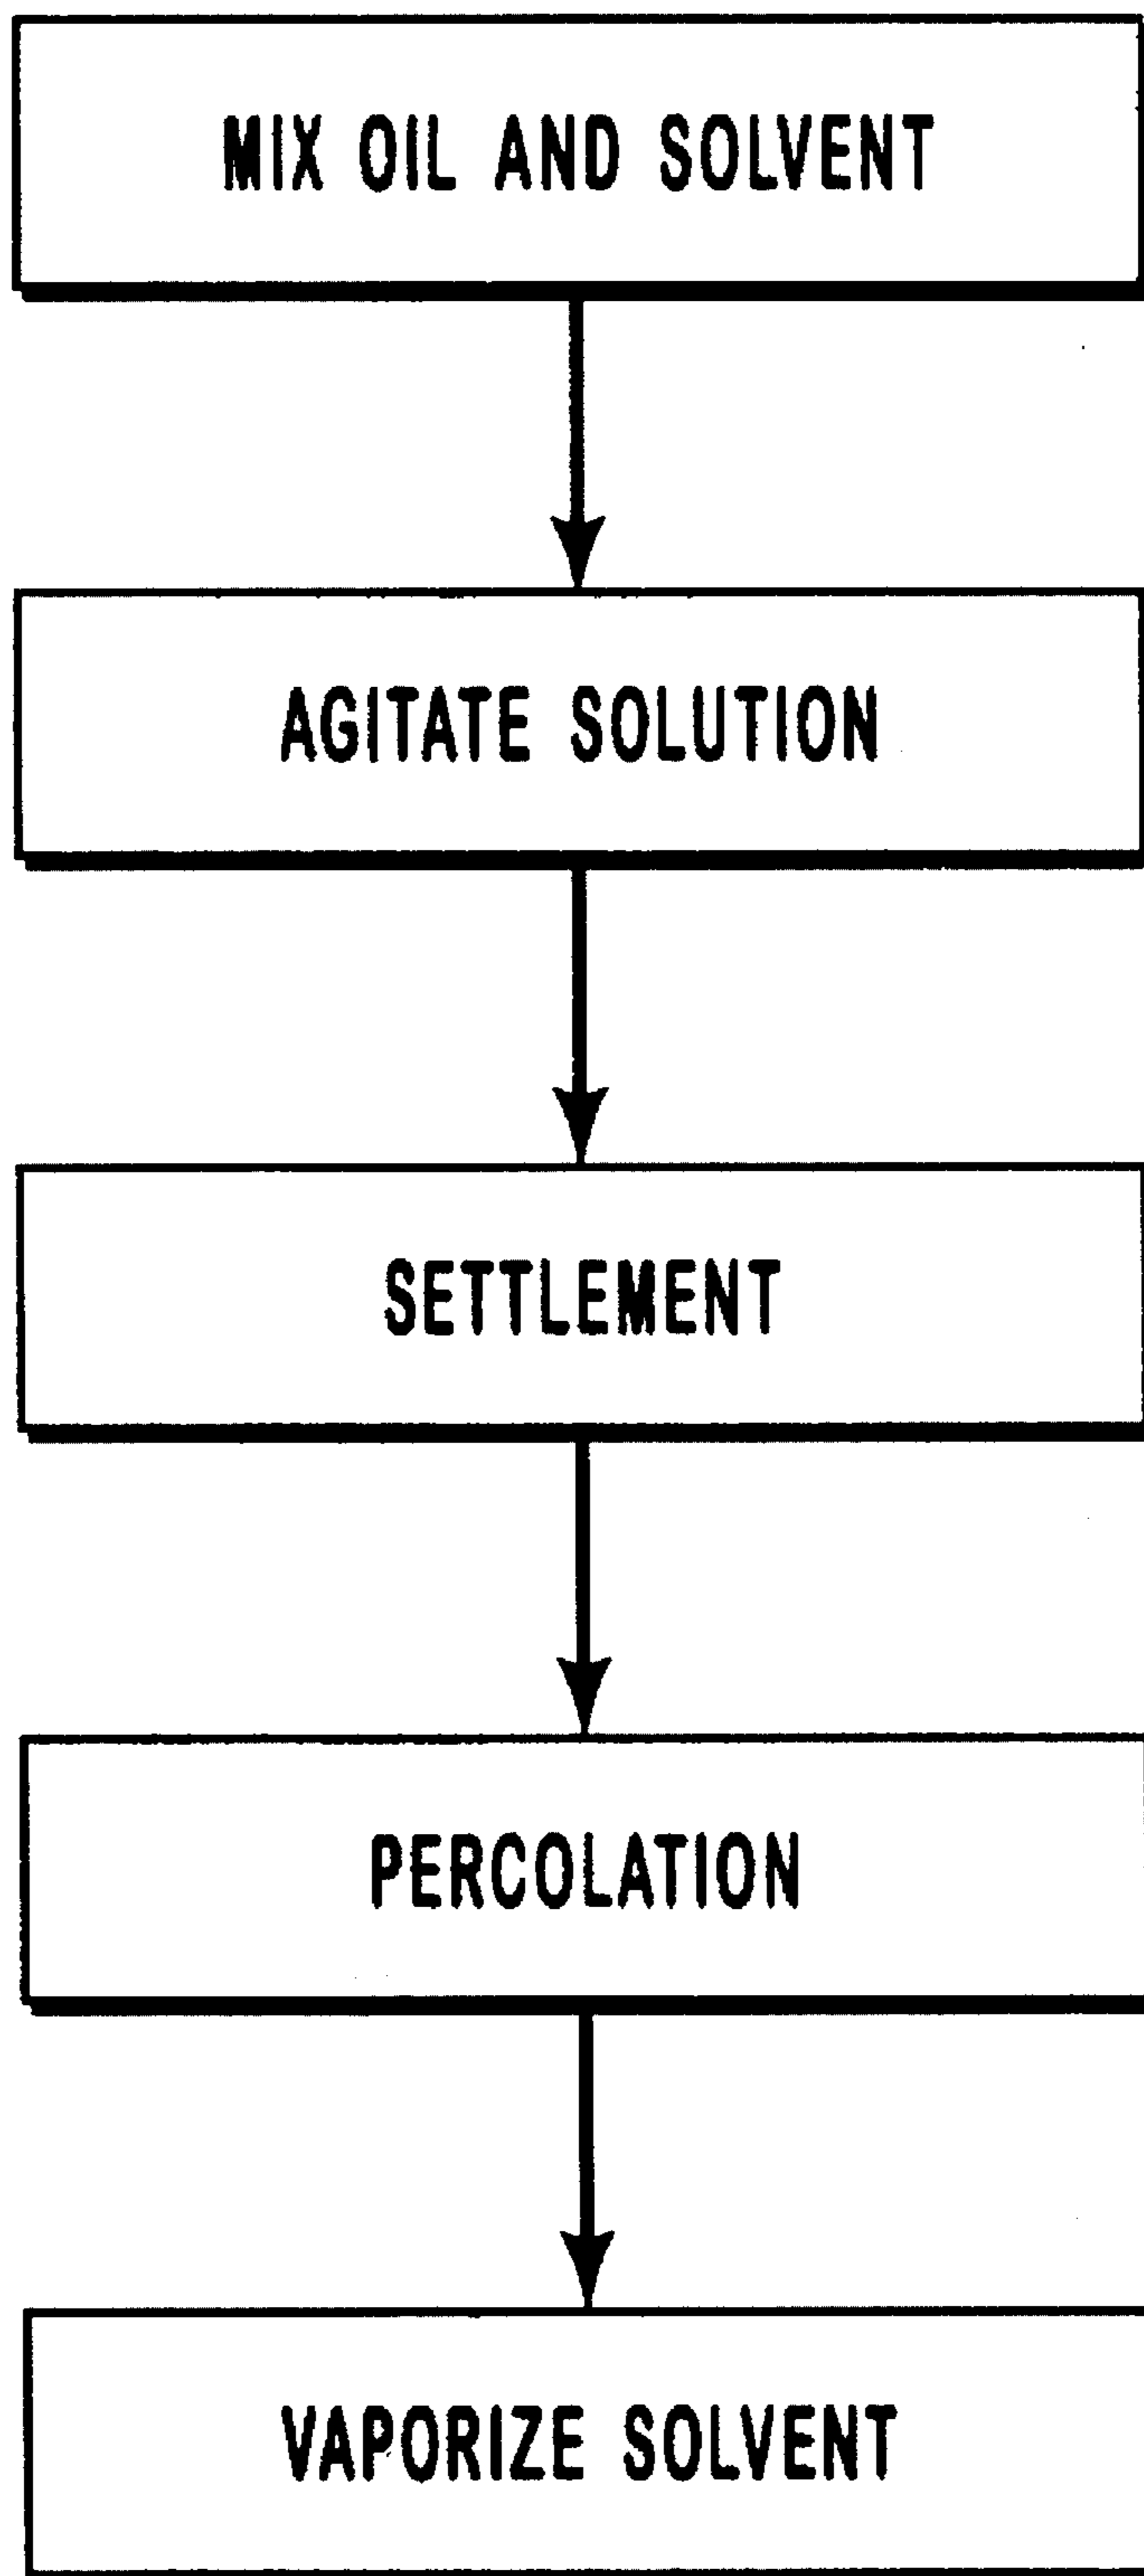 MIX OIL AND SOLVENT
AGITATE SOLUTION
SETTLEMENT
PERCOLATION
VAPORIZE SOLVENT